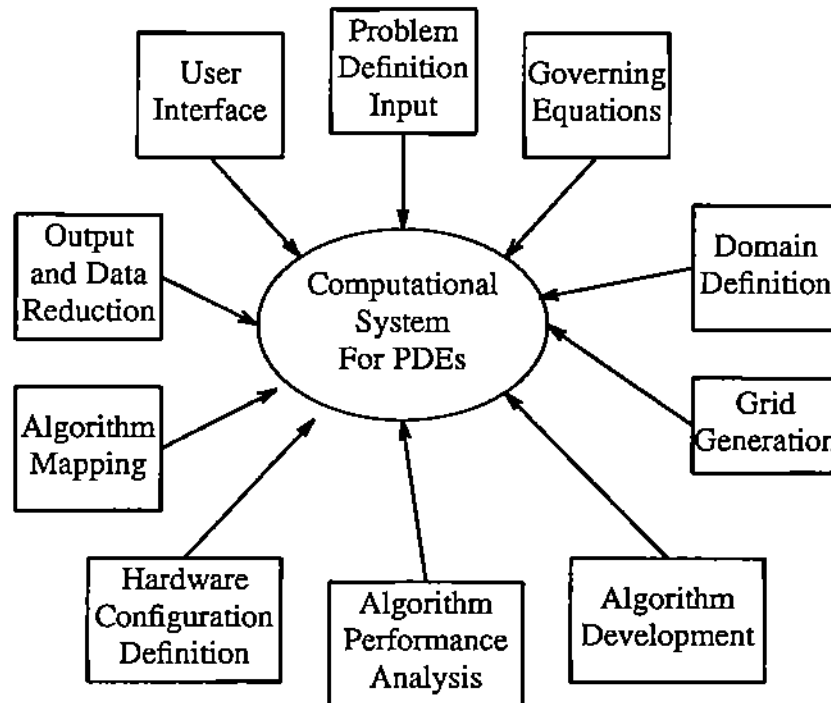 User
Interface
Problem
Definition
Input
Governing
Equations
Output
and Data
Reduction
Computational
System
For PDEs
Domain
Definition
Algorithm
Mapping
Grid
Generation
Hardware
Configuration
Definition
Algorithm
Performance
Analysis
Algorithm
Development